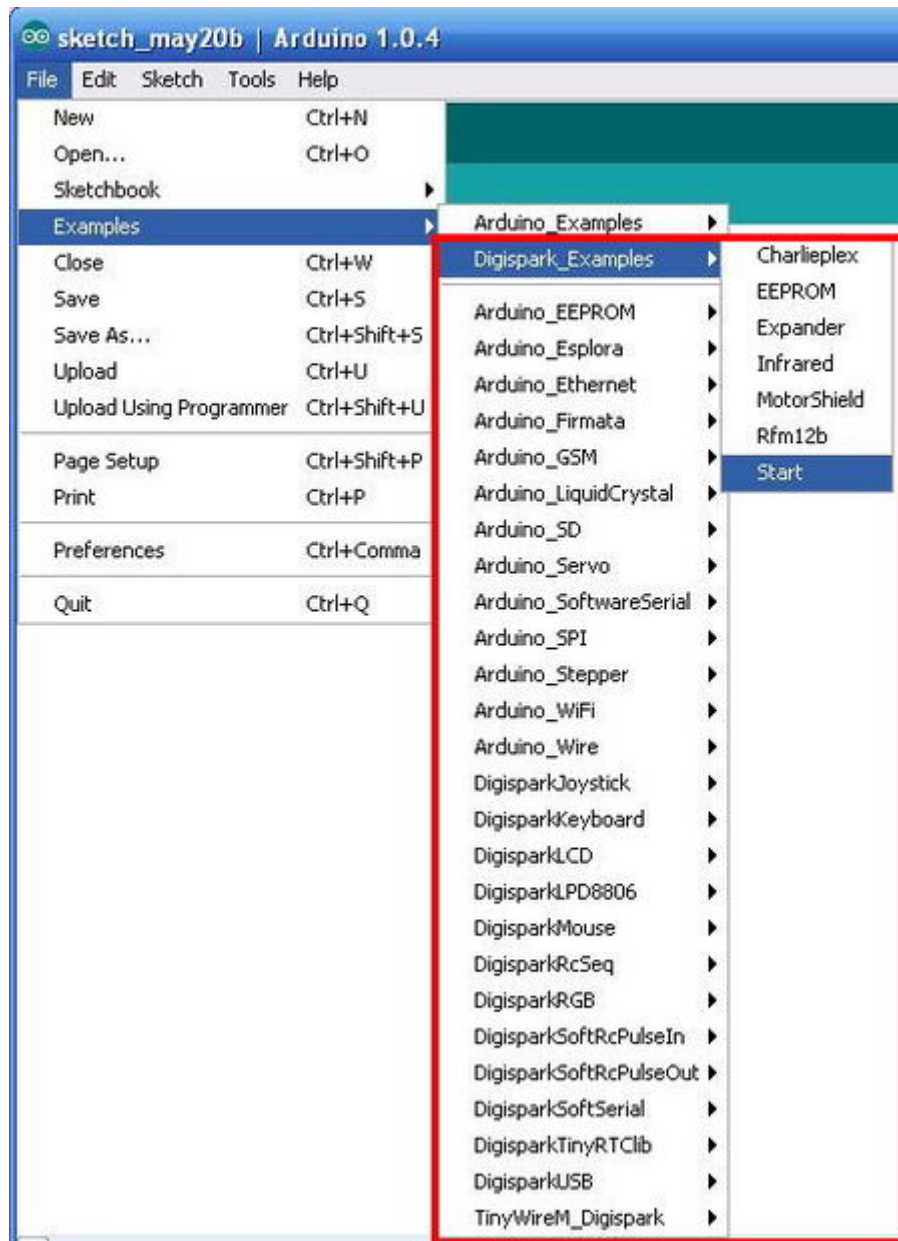 sketch_may20b | Arduino 1.0.4
File Edit Sketch Tools Help
New Ctrl+N
Open... Ctrl+O
Sketchbook
Examples
Close Ctrl+W
Save Ctrl+S
Save As... Ctrl+Shift+S
Upload Ctrl+U
Upload Using Programmer Ctrl+Shift+U
Page Setup Ctrl+Shift+P
Print Ctrl+P
Preferences Ctrl+Comma
Quit Ctrl+Q
Arduino_Examples
Digispark_Examples
Arduino_EEPROM
Arduino_Esplora
Arduino_Ethernet
Arduino_Firmata
Arduino_GSM
Arduino_LiquidCrystal
Arduino_SD
Arduino_Servo
Arduino_SoftwareSerial
Arduino_SPI
Arduino_Stepper
Arduino_WiFi
Arduino_Wire
DigisparkJoystick
DigisparkKeyboard
DigisparkLCD
DigisparkLPD8806
DigisparkMouse
DigisparkRcSeq
DigisparkRGB
DigisparkSoftRcPulseIn
DigisparkSoftRcPulseOut
DigisparkSoftSerial
DigisparkTinyRTClib
DigisparkUSB
TinyWireM_Digispark
Charlieplex
EEPROM
Expander
Infrared
MotorShield
Rfm12b
Start